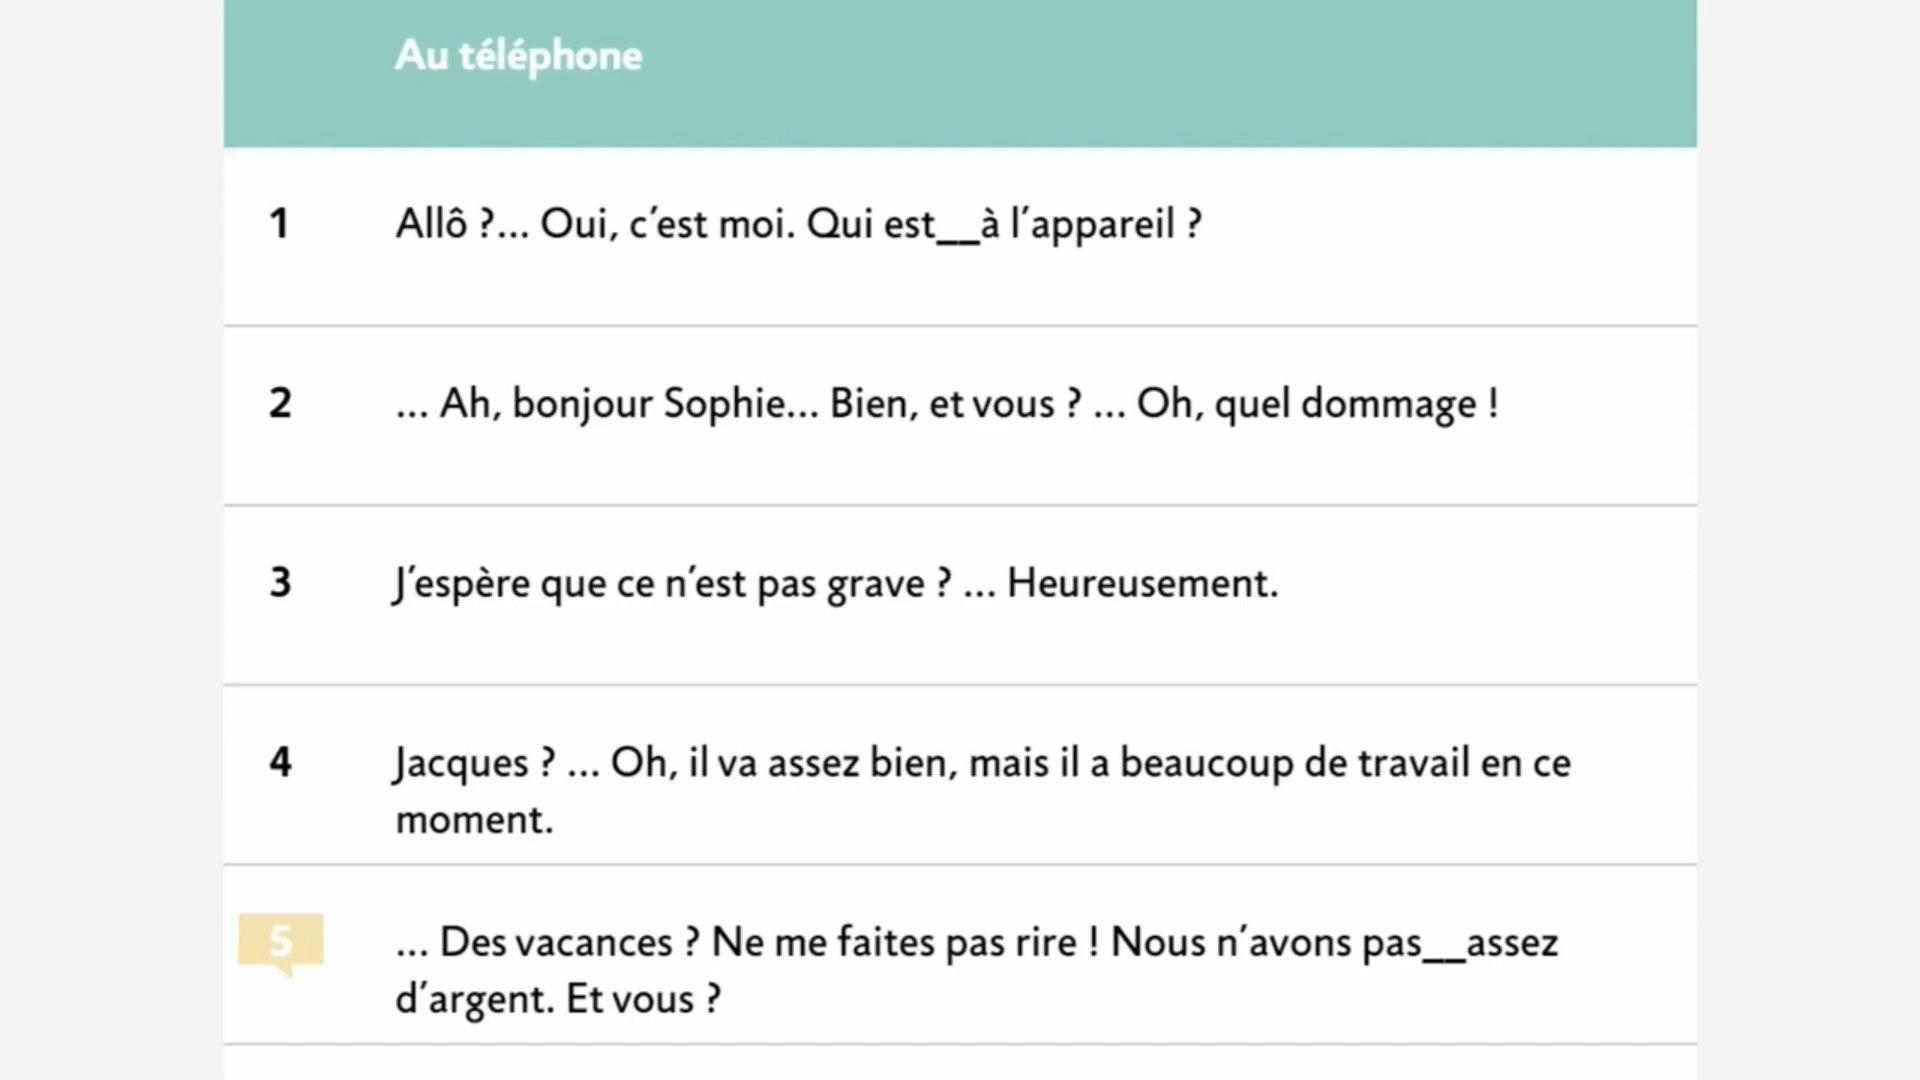 Au téléphone
1 Allô ?... Oui, c’est moi. Qui est__à l’appareil ?
2 ... Ah, bonjour Sophie... Bien, et vous ? ... Oh, quel dommage !
3 J’espère que ce n’est pas grave ? ... Heureusement.
4 Jacques ? ... Oh, il va assez bien, mais il a beaucoup de travail en ce
moment.
5 ... Des vacances ? Ne me faites pas rire ! Nous n’avons pas__assez
d’argent. Et vous ?